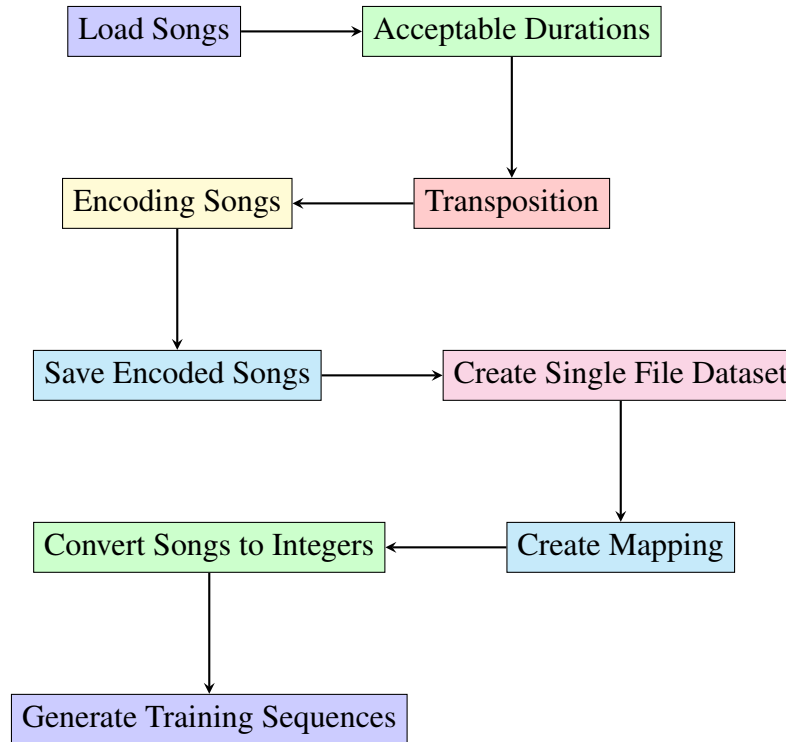 Load Songs
Acceptable Durations
Encoding Songs
Transposition
Save Encoded Songs
Create Single File Dataset
Convert Songs to Integers
Create Mapping
Generate Training Sequences